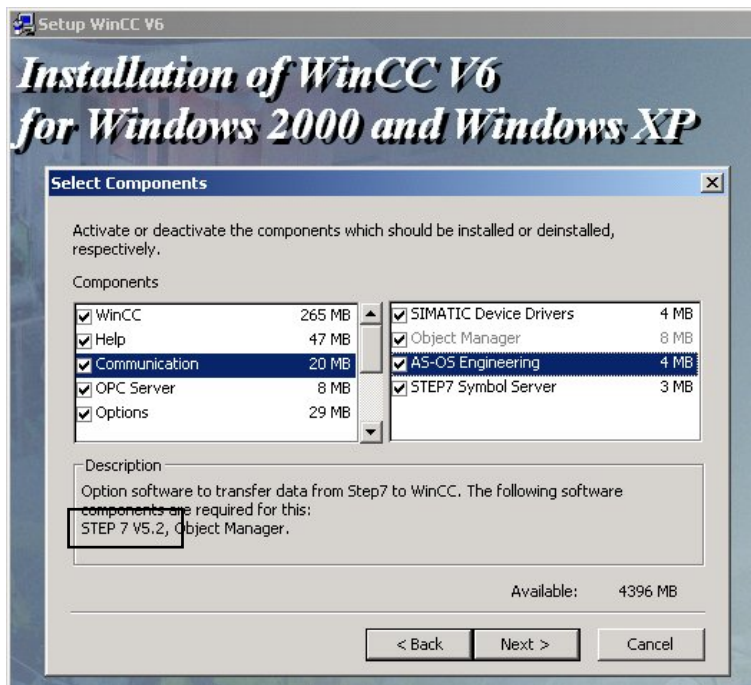 Setup WinCC V6
Installation of WinCC V6
for Windows 2000 and Windows XP
Select Components
Activate or deactivate the components which should be installed or deinstalled,
respectively.
Components
WinCC 265 MB
Help 47 MB
Communication 20 MB
OPC Server 8 MB
Options 29 MB
SIMATIC Device Drivers 4 MB
Object Manager 8 MB
AS-OS Engineering 4 MB
STEP7 Symbol Server 3 MB
Description
Option software to transfer data from Step7 to WinCC. The following software
components are required for this:
STEP 7 V5.2, Object Manager.
Available: 4396 MB
< Back Next > Cancel